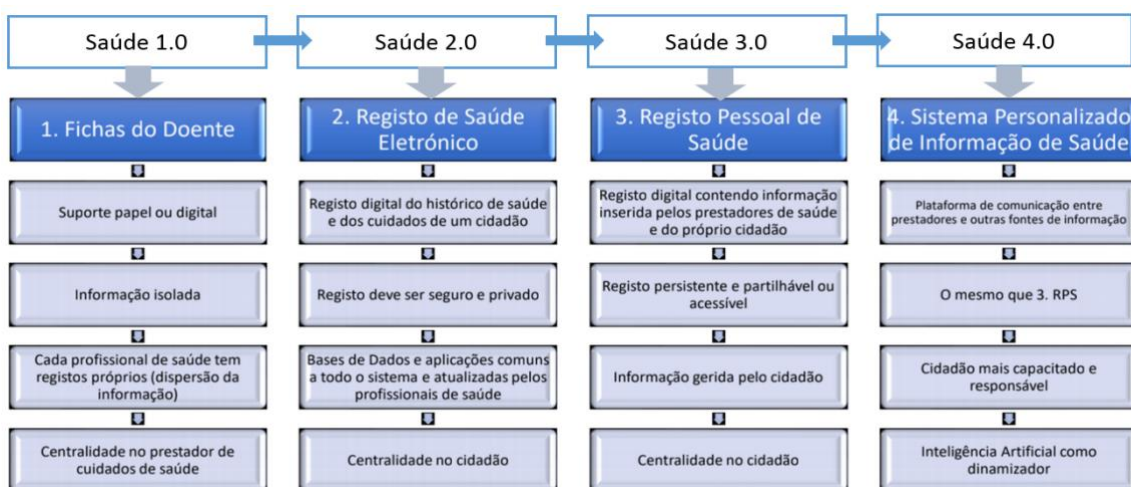 Saúde 1.0
Saúde 2.0
Saúde 3.0
Saúde 4.0
1. Fichas do Doente
Suporte papel ou digital
Informação isolada
Cada profissional de saúde tem
registos próprios (dispersão da
informação)
Centralidade no prestador de
cuidados de saúde
2. Registo de Saúde
Eletrónico
Registo digital do histórico de saúde
e dos cuidados de um cidadão
Registo deve ser seguro e privado
Bases de Dados e aplicações comuns
a todo o sistema e atualizadas pelos
profissionais de saúde
Centralidade no cidadão
3. Registo Pessoal de
Saúde
Registo digital contendo informação
inserida pelos prestadores de saúde
e do próprio cidadão
Registo persistente e partilhável ou
acessível
Informação gerida pelo cidadão
Centralidade no cidadão
4. Sistema Personalizado
de Informação de Saúde
Plataforma de comunicação entre
prestadores e outras fontes de informação
O mesmo que 3. RPS
Cidadão mais capacitado e
responsável
Inteligência Artificial como
dinamizador